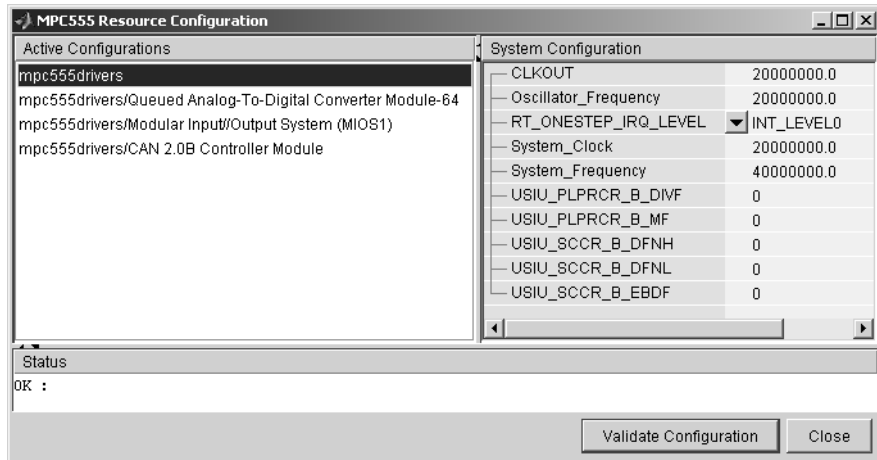 MPC555 Resource Configuration
Active Configurations
mpc555drivers
mpc555drivers/Queued Analog-To-Digital Converter Module-64
mpc555drivers/Modular Input//Output System (MIOS1)
mpc555drivers/CAN 2.0B Controller Module
System Configuration
CLKOUT 20000000.0
Oscillator_Frequency 20000000.0
RT_ONESTEP_IRQ_LEVEL INT_LEVEL0
System_Clock 20000000.0
System_Frequency 40000000.0
USIU_PLPRCR_B_DIVF 0
USIU_PLPRCR_B_MF 0
USIU_SCCR_B_DFNH 0
USIU_SCCR_B_DFNL 0
USIU_SCCR_B_EBDF 0
Status
OK :
Validate Configuration Close